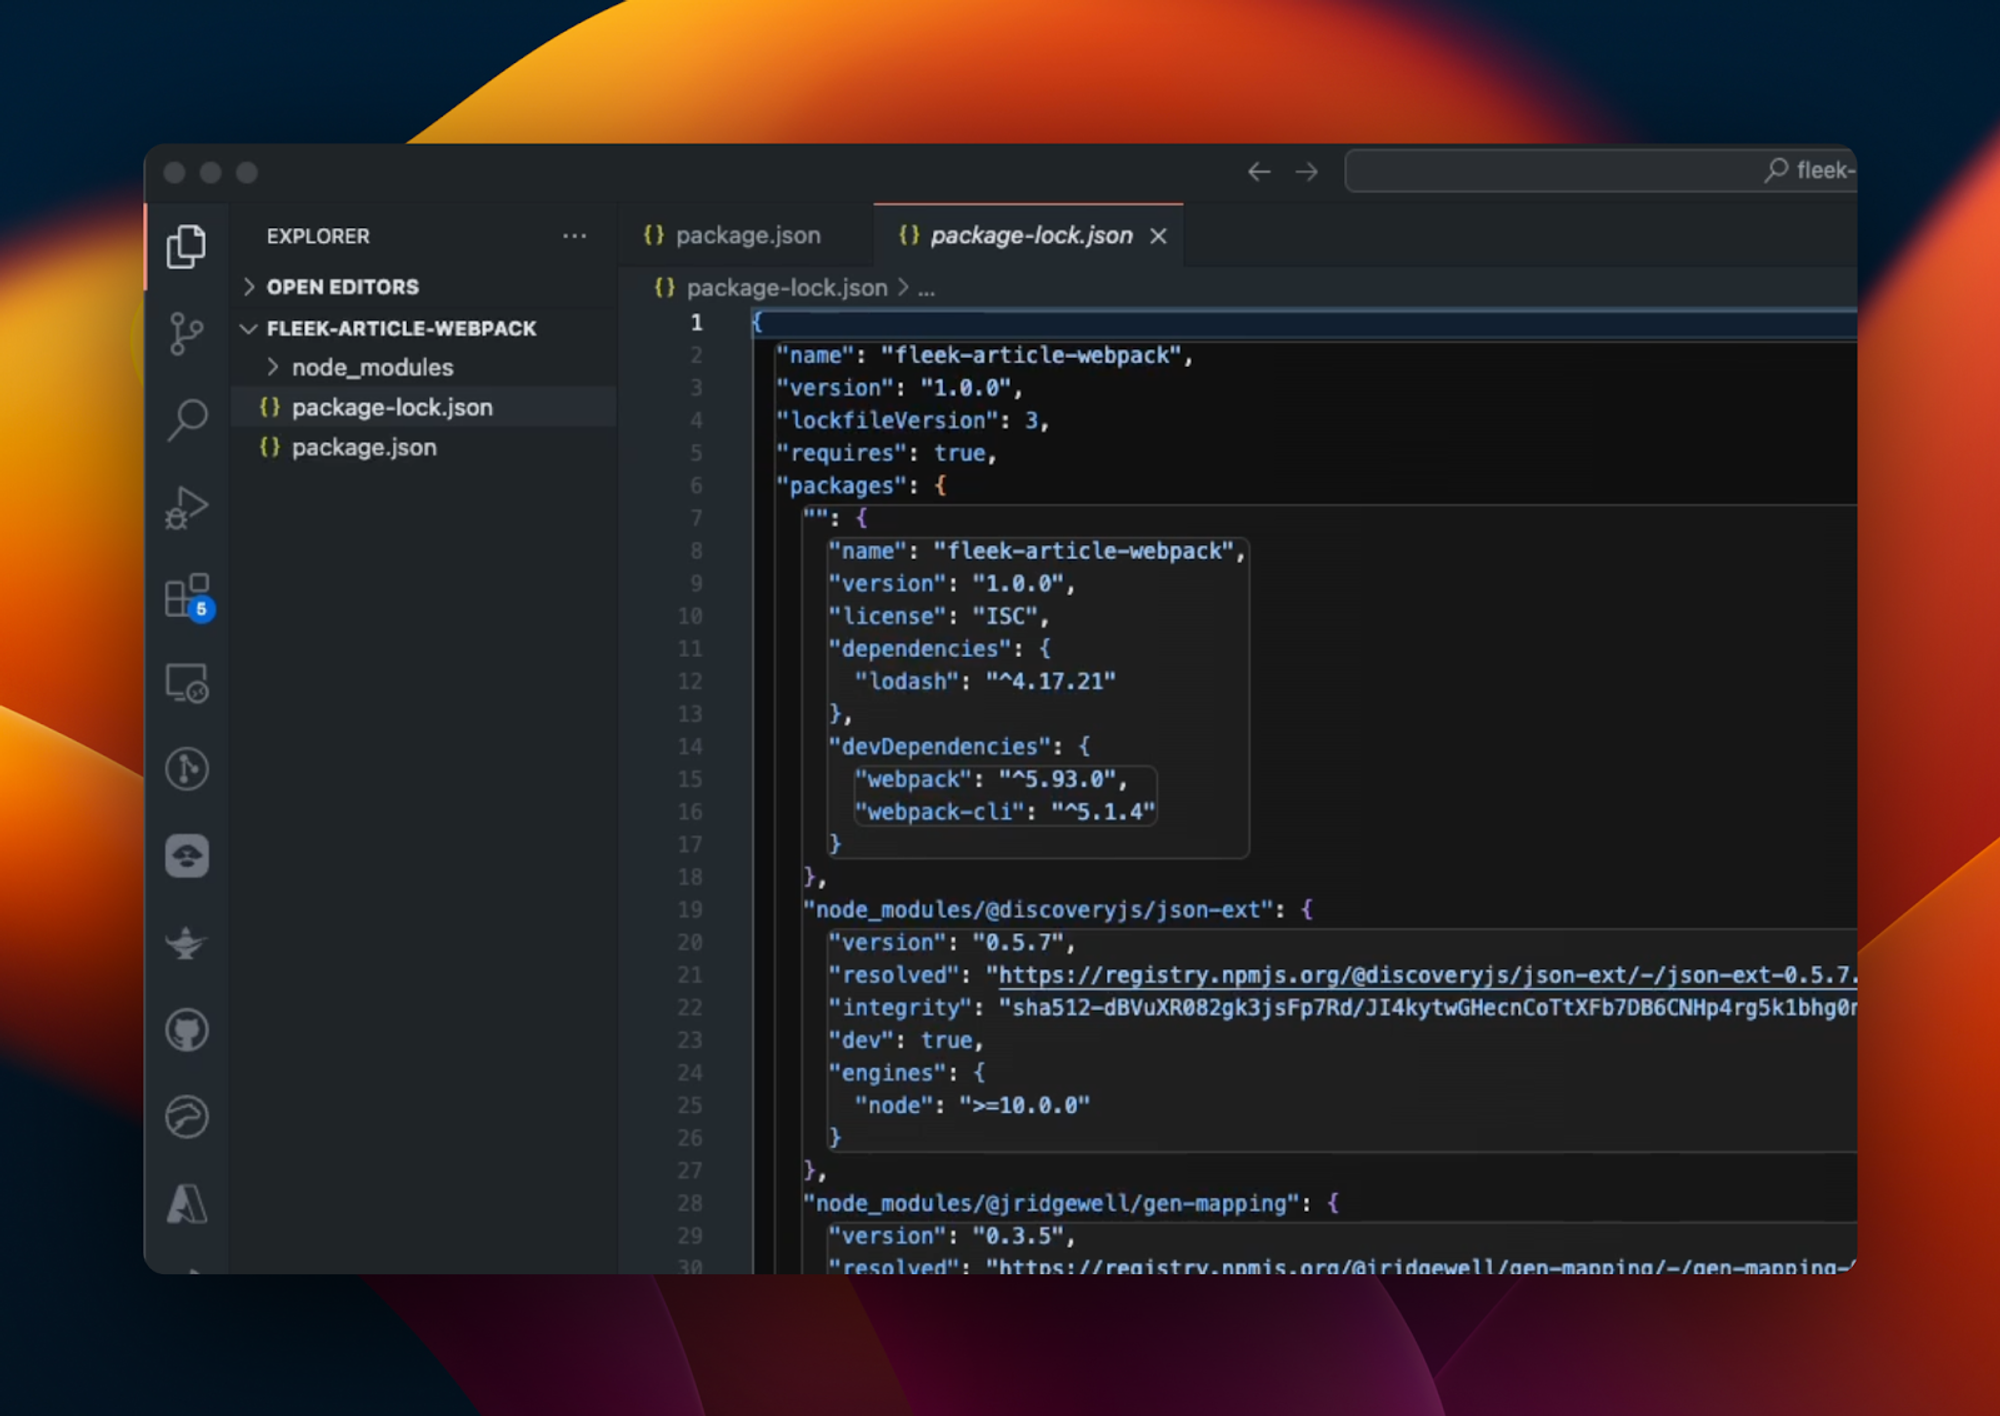 fleek-
EXPLORER
package.json
package-lock.json
OPEN EDITORS
package-lock.json > ...
FLEEK-ARTICLE-WEBPACK
node_modules
package-lock.json
package.json
5
1 {
2 "name": "fleek-article-webpack",
3 "version": "1.0.0",
4 "lockfileVersion": 3,
5 "requires": true,
6 "packages": {
7 "": {
8 "name": "fleek-article-webpack",
9 "version": "1.0.0",
10 "license": "ISC",
11 "dependencies": {
12 "lodash": "^4.17.21"
13 },
14 "devDependencies": {
15 "webpack": "^5.93.0",
16 "webpack-cli": "^5.1.4"
17 }
18 },
19 "node_modules/@discoveryjs/json-ext": {
20 "version": "0.5.7",
21 "resolved": "https://registry.npmjs.org/@discoveryjs/json-ext/-/json-ext-0.5.7.
22 "integrity": "sha512-dBVuXR082gk3jsFp7Rd/JI4kytwGHecnCoTtXFb7DB6CNHp4rg5k1bhg0
23 "dev": true,
24 "engines": {
25 "node": ">=10.0.0"
26 }
27 },
28 "node_modules/@jridgewell/gen-mapping": {
29 "version": "0.3.5",
30 "resolved": "https://registry.npmjs.org/@jridgewell/gen-mapping/-/gen-mapping-